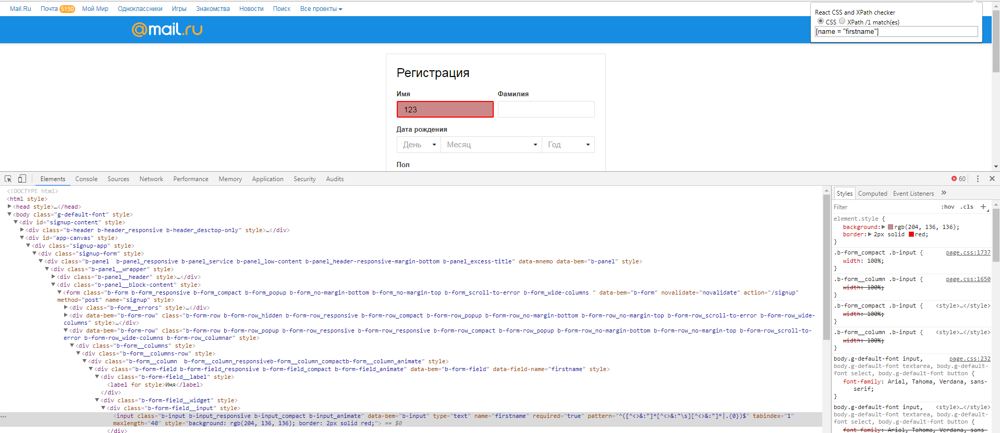 Mail.Ru Почта 5150 Мой Мир Одноклассники Игры Знакомства Новости Поиск Все проекты
@mail.ru
React CSS and XPath checker
CSS XPath /1 match(es)
[name = "firstname"]
Регистрация
Имя Фамилия
123
Дата рождения
День Месяц Год
Пол
Elements Console Sources Network Performance Memory Application Security Audits 60
<!DOCTYPE html>
<html style>
<head style>…</head>
<body class="g-default-font" style>
<div id="signup-content" style>
<div class="b-header b-header_responsive b-header_desctop-only" style>…</div>
<div id="app-canvas" style>
<div class="signup-app" style>
<div class="signup-form" style>
<div class="b-panel  b-panel_responsive b-panel_service b-panel_low-content b-panel_header-responsive-margin-bottom b-panel_excess-title" data-mnemo data-bem="b-panel" style>
<div class="b-panel__wrapper" style>
<div class="b-panel__header" style>…</div>
<div class="b-panel__block-content" style>
<form class="b-form b-form_responsive b-form_compact b-form_popup b-form_no-margin-bottom b-form_no-margin-top b-form_scroll-to-error b-form_wide-columns " data-bem="b-form" novalidate="novalidate" action="/signup"
method="post" name="signup" style>
<div class="b-form__errors" style>…</div>
<div data-bem="b-form-row" class="b-form-row b-form-row_hidden b-form-row_responsive b-form-row_compact b-form-row_popup b-form-row_no-margin-bottom b-form-row_no-margin-top b-form-row_scroll-to-error b-form-row_wide-
columns" style>…</div>
<div data-bem="b-form-row" class="b-form-row b-form-row_popup b-form-row_responsive b-form-row_responsive b-form-row_compact b-form-row_popup b-form-row_no-margin-bottom b-form-row_no-margin-top b-form-row_scroll-to-
error b-form-row_wide-columns b-form-row_columnar" style>
<div class="b-form__columns" style>
<div class="b-form__columns-row" style>
<div class="b-form__column  b-form__column_responsiveb-form__column_compactb-form__column_animate" style>
<div class="b-form-field b-form-field_responsive b-form-field_compact b-form-field_animate" data-bem="b-form-field" data-field-name="firstname" style>
<div class="b-form-field__label" style>
<label for style>Имя</label>
</div>
<div class="b-form-field__widget" style>
<div class="b-form-field__input" style>
<input class="b-input b-input_responsive b-input_compact b-input_animate" data-bem="b-input" type="text" name="firstname" required="true" pattern="^([^<>&:"]*[^<>&:"\s][^<>&:"]*|.{0})$" tabindex="1"
maxlength="40" style="background: rgb(204, 136, 136); border: 2px solid red;"> == $0
</div>
Styles Computed Event Listeners »
Filter :hov .cls +
element.style {
background: rgb(204, 136, 136);
border: 2px solid red;
}
.b-form_compact .b-input { page.css:1737
width: 100%;
}
.b-form__column .b-input { page.css:1650
width: 100%;
}
.b-form_compact .b-input { <style>…</style>
width: 100%;
}
.b-form__column .b-input { <style>…</style>
width: 100%;
}
body.g-default-font input, page.css:232
body.g-default-font textarea, body.g-default-
font select, body.g-default-font button {
font-family: Arial, Tahoma, Verdana, sans-
serif;
}
body.g-default-font input, <style>…</style>
body.g-default-font textarea, body.g-default-
font select, body.g-default-font button {
font-family: Arial, Tahoma, Verdana, sans-